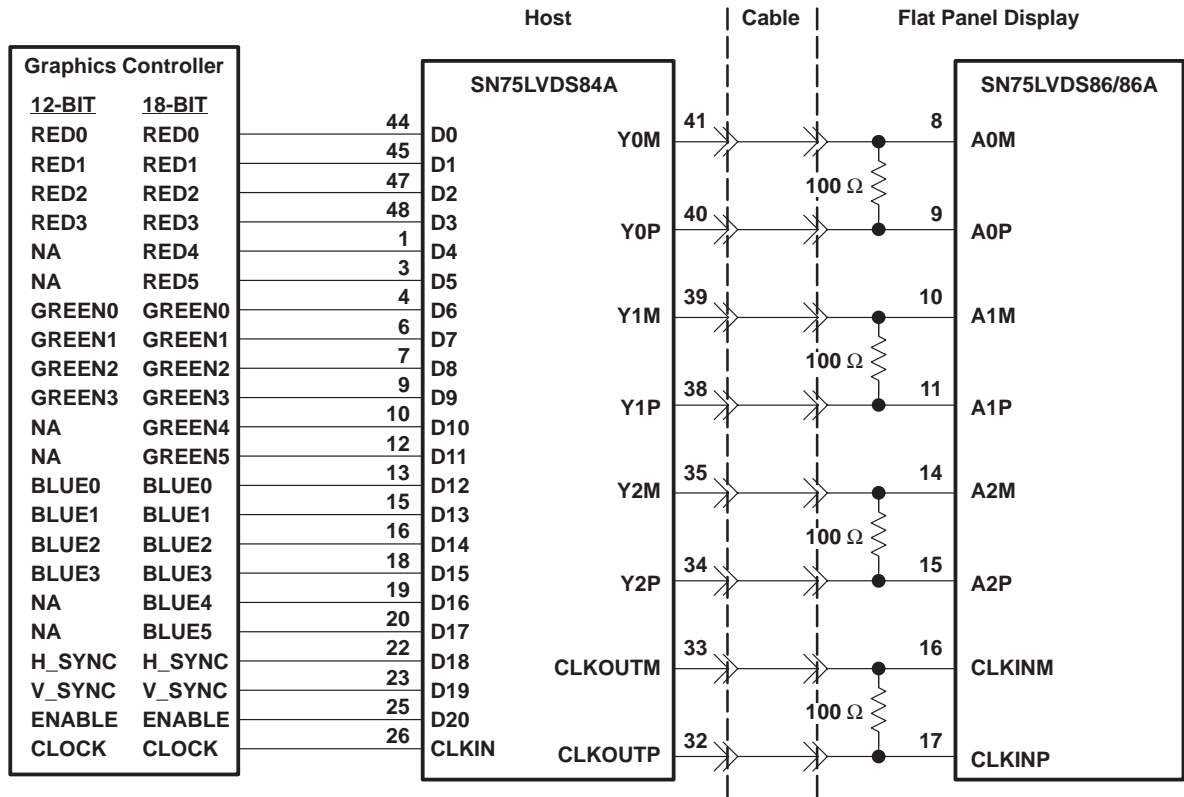 Host Cable Flat Panel Display
Graphics Controller SN75LVDS84A SN75LVDS86/86A
12-BIT 18-BIT
RED0 RED0 44 D0 Y0M 41 8 A0M
RED1 RED1 45 D1
RED2 RED2 47 D2 100 Ω
RED3 RED3 48 D3 Y0P 40 9 A0P
NA RED4 1 D4
NA RED5 3 D5
GREEN0 GREEN0 4 D6 Y1M 39 10 A1M
GREEN1 GREEN1 6 D7
GREEN2 GREEN2 7 D8 100 Ω
GREEN3 GREEN3 9 D9 Y1P 38 11 A1P
NA GREEN4 10 D10
NA GREEN5 12 D11
BLUE0 BLUE0 13 D12 Y2M 35 14 A2M
BLUE1 BLUE1 15 D13
BLUE2 BLUE2 16 D14 100 Ω
BLUE3 BLUE3 18 D15 Y2P 34 15 A2P
NA BLUE4 19 D16
NA BLUE5 20 D17
H_SYNC H_SYNC 22 D18 CLKOUTM 33 16 CLKINM
V_SYNC V_SYNC 23 D19
ENABLE ENABLE 25 D20 100 Ω
CLOCK CLOCK 26 CLKIN CLKOUTP 32 17 CLKINP